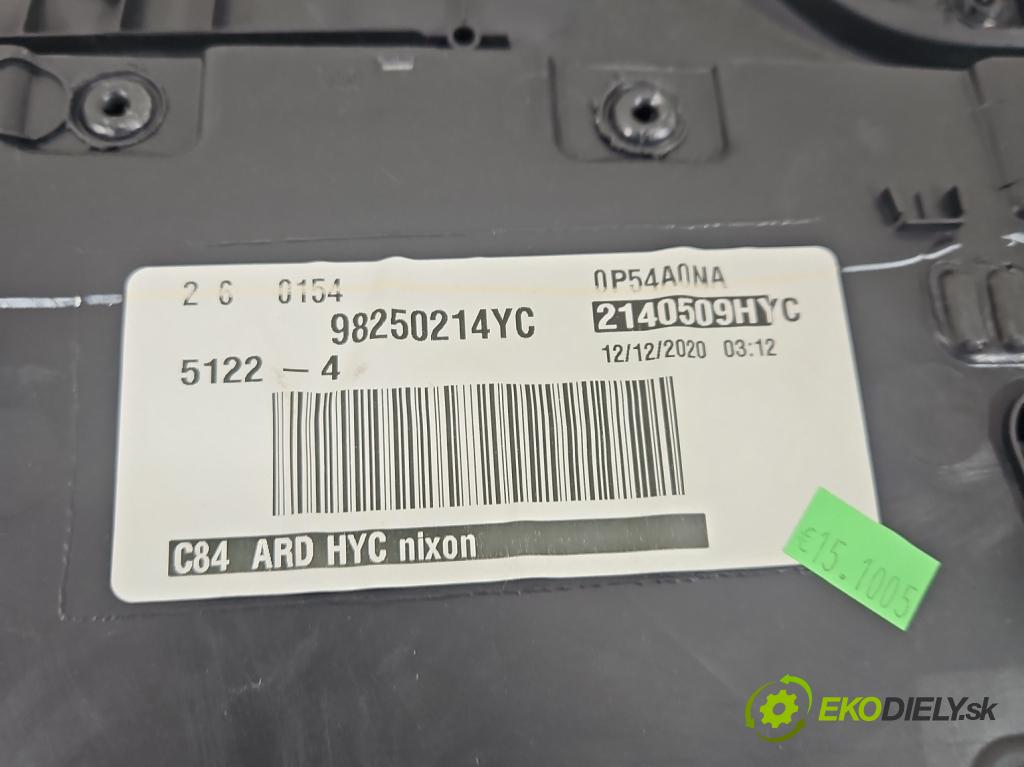 2 6 0154
0P54A0NA
98250214YC
2140509HYC
5122 - 4
12/12/2020 03:12
C84 ARD HYC nixon
€15.1005
EKODIELY.sk